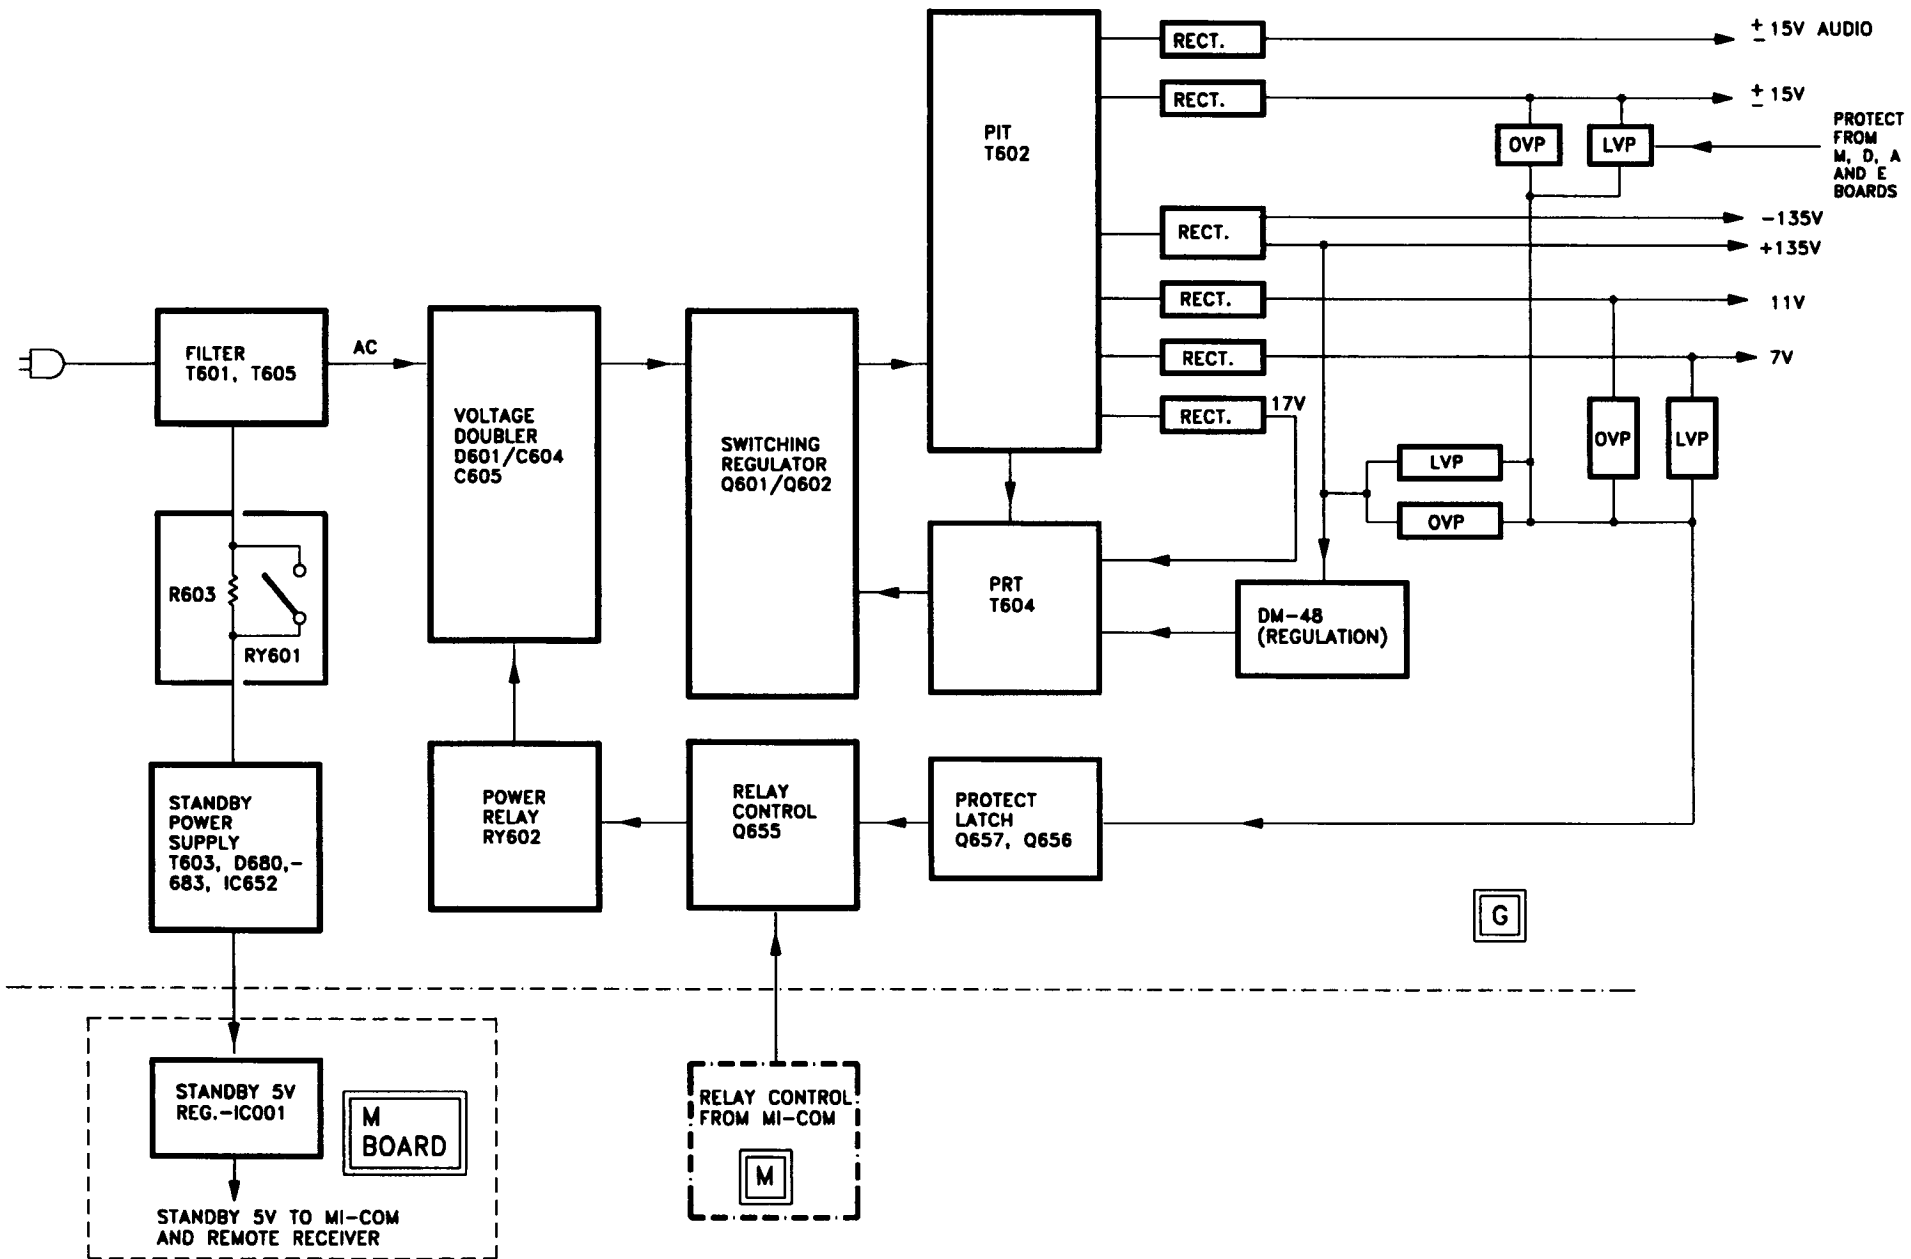 ± 15V AUDIO
RECT.
RECT.
± 15V
PIT
T602
OVP
LVP
PROTECT
FROM
M, D, A
AND E
BOARDS
RECT.
-135V
+135V
RECT.
11V
RECT.
7V
RECT.
17V
FILTER
T601, T605
AC
VOLTAGE
DOUBLER
D601/C604
C605
SWITCHING
REGULATOR
Q601/Q602
OVP
LVP
LVP
OVP
R603
RY601
PRT
T604
DM-48
(REGULATION)
STANDBY
POWER
SUPPLY
T603, D680,-
683, IC652
POWER
RELAY
RY602
RELAY
CONTROL
Q655
PROTECT
LATCH
Q657, Q656
G
STANDBY 5V
REG.-IC001
M
BOARD
RELAY CONTROL
FROM MI-COM
M
STANDBY 5V TO MI-COM
AND REMOTE RECEIVER